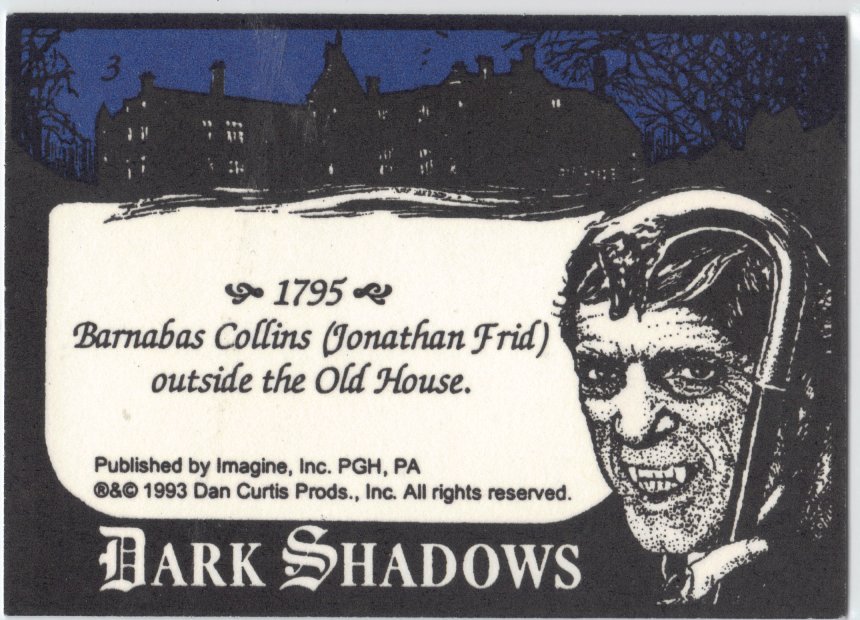 3
1795
Barnabas Collins (Jonathan Frid)
outside the Old House.
Published by Imagine, Inc. PGH, PA
®&© 1993 Dan Curtis Prods., Inc. All rights reserved.
DARK SHADOWS